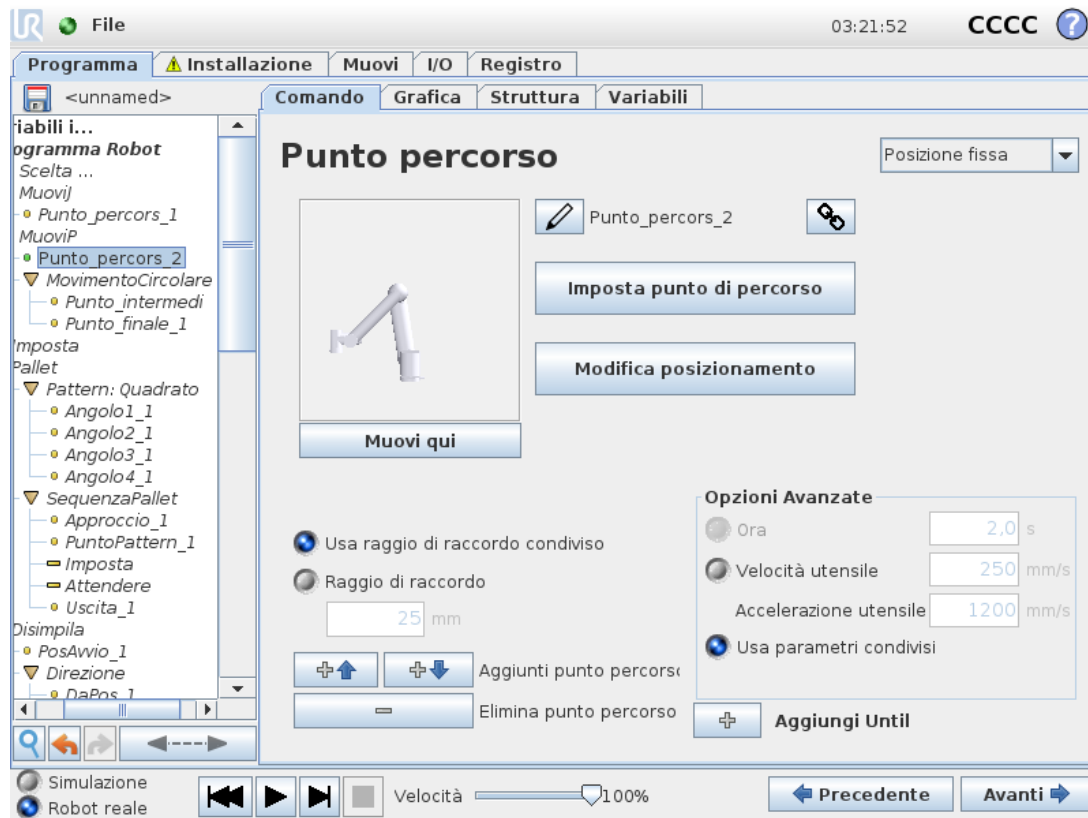 UR File 03:21:52 CCCC ?
Programma Installazione Muovi I/O Registro
<unnamed> Comando Grafica Struttura Variabili
riabili i...
ogramma Robot
Scelta ...
MuoviJ
Punto_percors_1
MuoviP
Punto_percors_2
MovimentoCircolare
Punto_intermedi
Punto_finale_1
Imposta
Pallet
Pattern: Quadrato
Angolo1_1
Angolo2_1
Angolo3_1
Angolo4_1
SequenzaPallet
Approccio_1
PuntoPattern_1
Imposta
Attendere
Uscita_1
Disimpila
PosAvvio_1
Direzione
DaPos_1
Punto percorso
Posizione fissa
Punto_percors_2
Imposta punto di percorso
Modifica posizionamento
Muovi qui
Usa raggio di raccordo condiviso
Raggio di raccordo
25 mm
Aggiunti punto percorso
Elimina punto percorso
Opzioni Avanzate
Ora 2,0 s
Velocità utensile 250 mm/s
Accelerazione utensile 1200 mm/s
Usa parametri condivisi
Aggiungi Until
Simulazione
Robot reale
Velocità 100%
Precedente Avanti